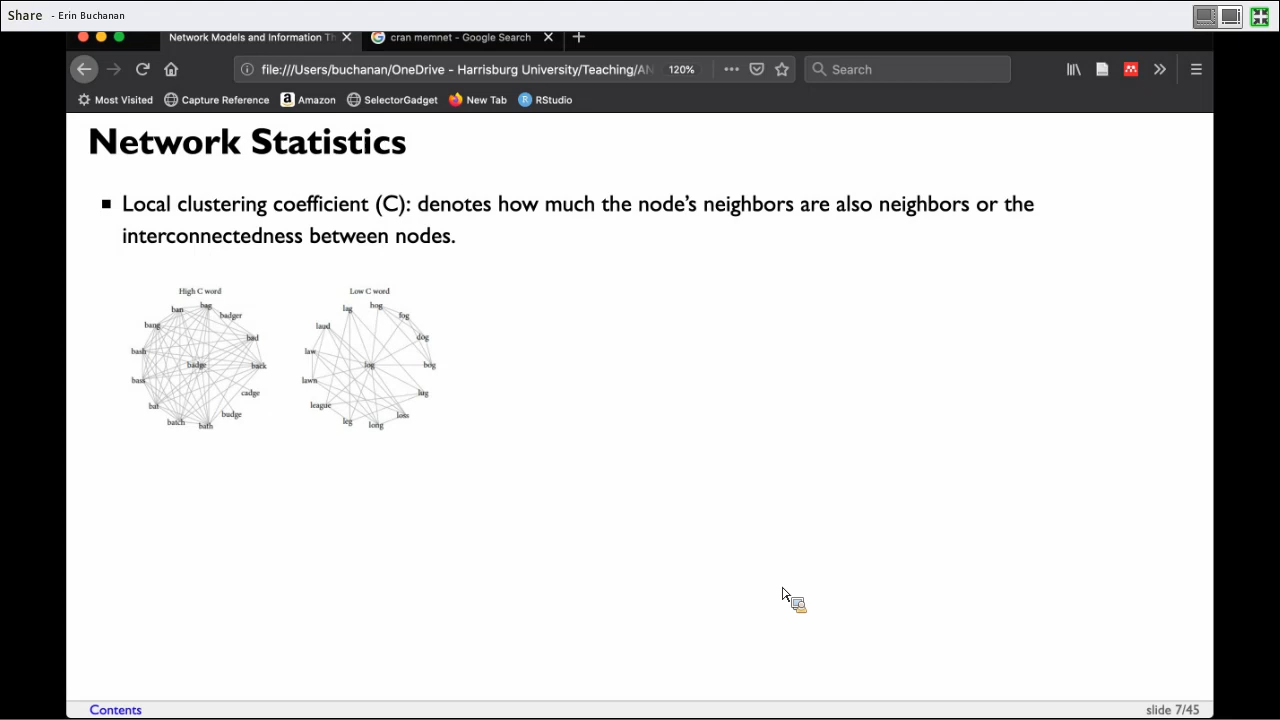 Share - Erin Buchanan
Network Models and Information Th
cran memnet - Google Search
file:///Users/buchanan/OneDrive - Harrisburg University/Teaching/AN
120%
Search
Most Visited
Capture Reference
Amazon
SelectorGadget
New Tab
RStudio
Network Statistics
Local clustering coefficient (C): denotes how much the node's neighbors are also neighbors or the
interconnectedness between nodes.
High C word
bag
badger
bad
back
cadge
budge
bath
batch
bat
bass
bash
bang
ban
badge
Low C word
hog
fog
dog
bog
lug
loss
long
leg
league
lawn
law
laud
lag
log
Contents
slide 7/45